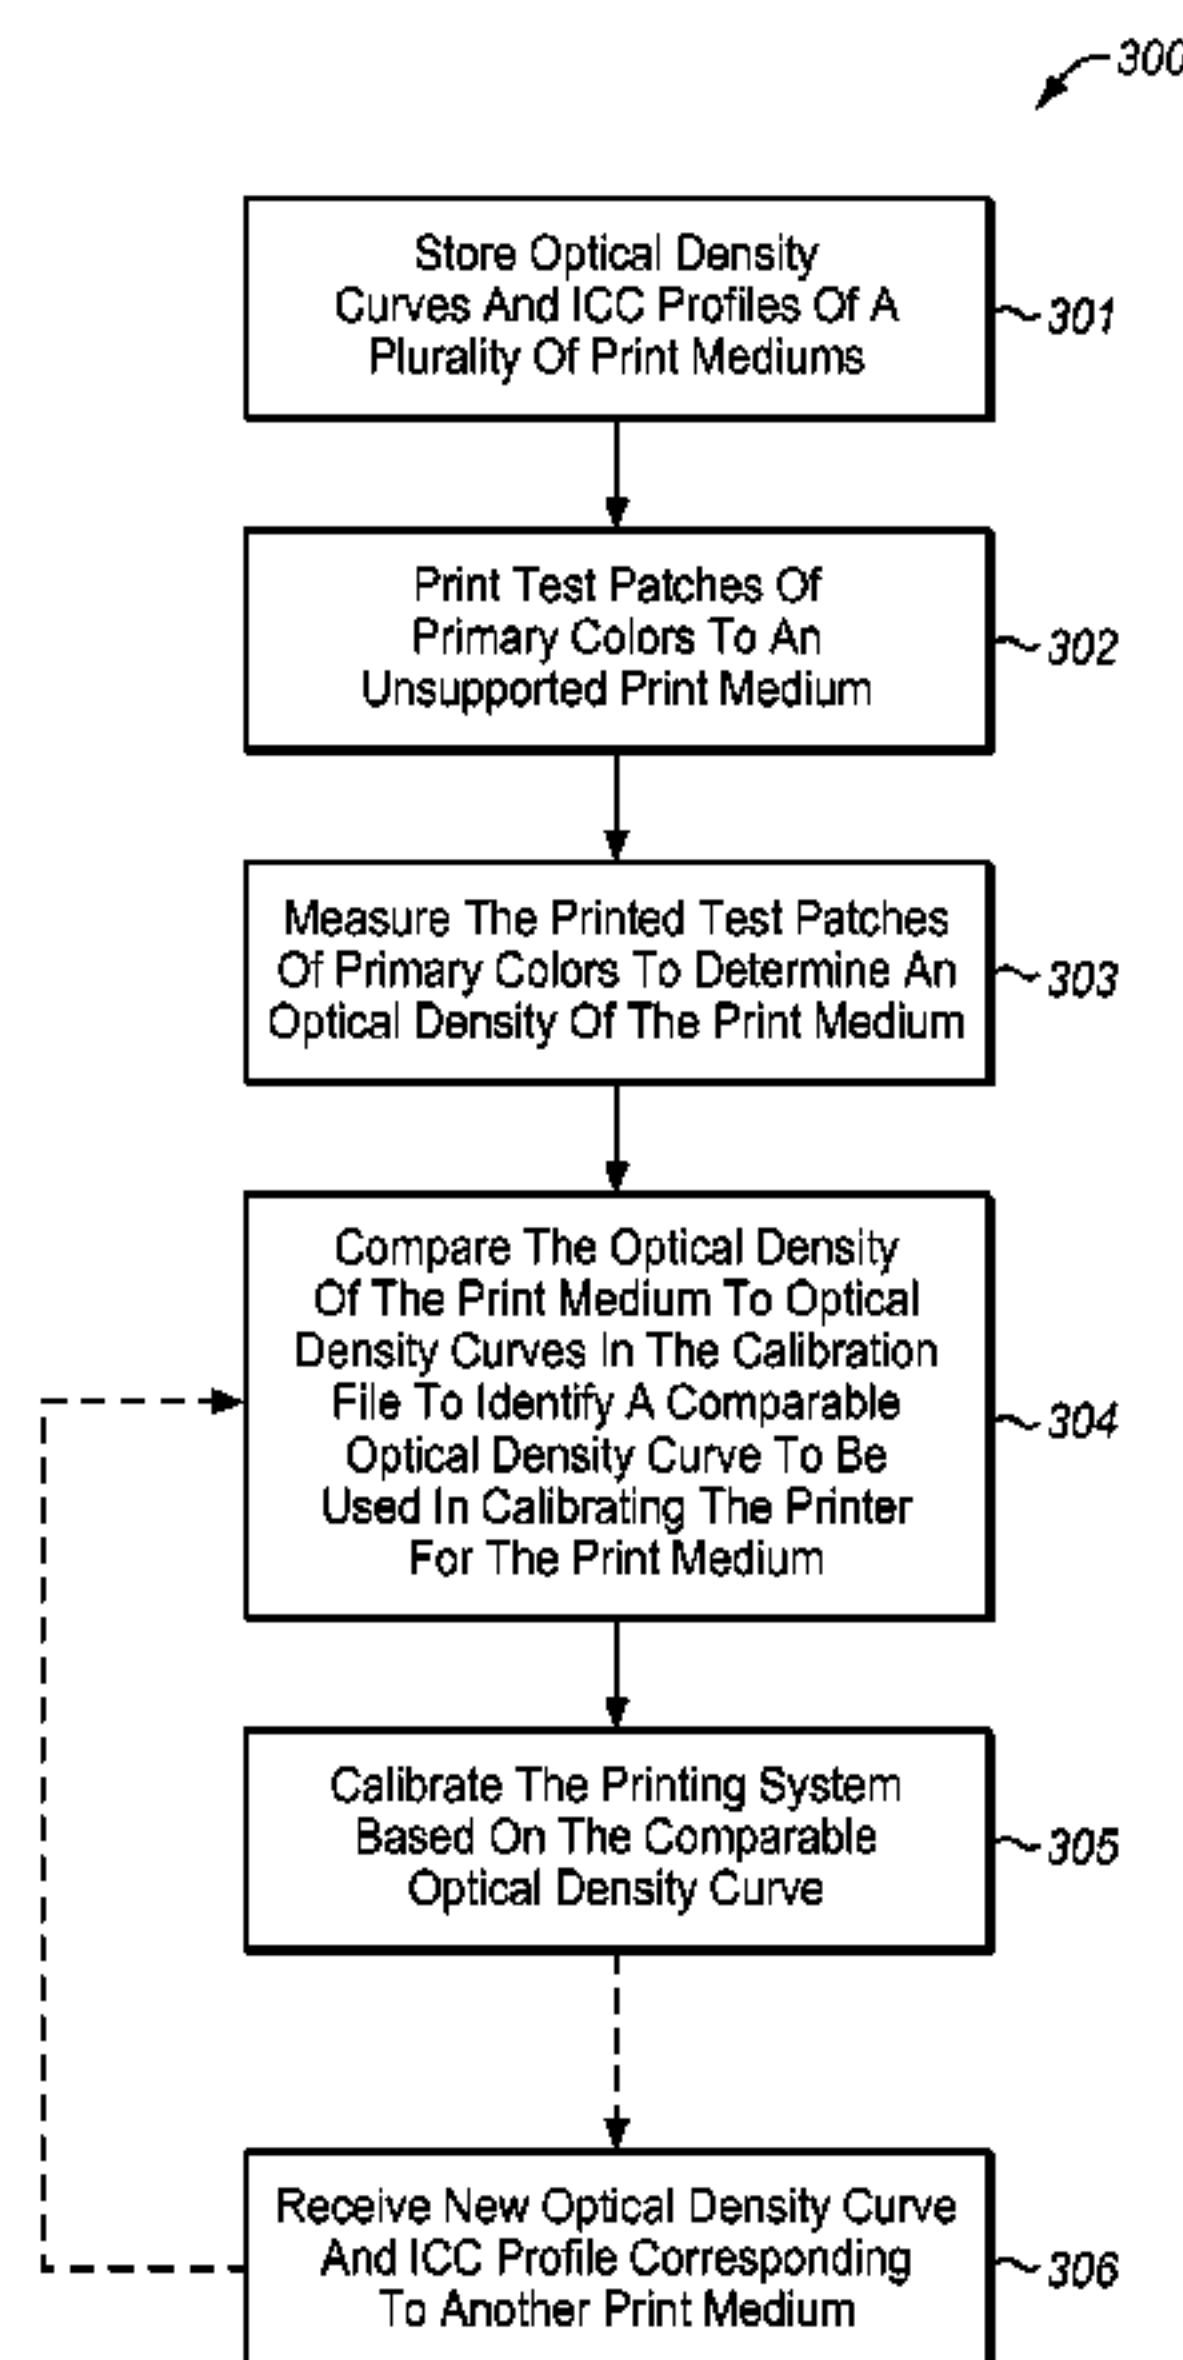 300
Store Optical Density
Curves And ICC Profiles Of A
Plurality Of Print Mediums
301
Print Test Patches Of
Primary Colors To An
Unsupported Print Medium
302
Measure The Printed Test Patches
Of Primary Colors To Determine An
Optical Density Of The Print Medium
303
Compare The Optical Density
Of The Print Medium To Optical
Density Curves In The Calibration
File To Identify A Comparable
Optical Density Curve To Be
Used In Calibrating The Printer
For The Print Medium
304
Calibrate The Printing System
Based On The Comparable
Optical Density Curve
305
Receive New Optical Density Curve
And ICC Profile Corresponding
To Another Print Medium
306